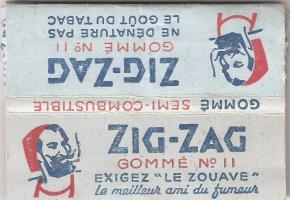 NE DÉNATURE PAS
LE GOÛT DU TABAC
GOMMÉ Nº 11
ZIG-ZAG
GOMMÉ SEMI-COMBUSTIBLE
ZIG-ZAG
GOMMÉ Nº 11
EXIGEZ "LE ZOUAVE"
le meilleur ami du fumeur